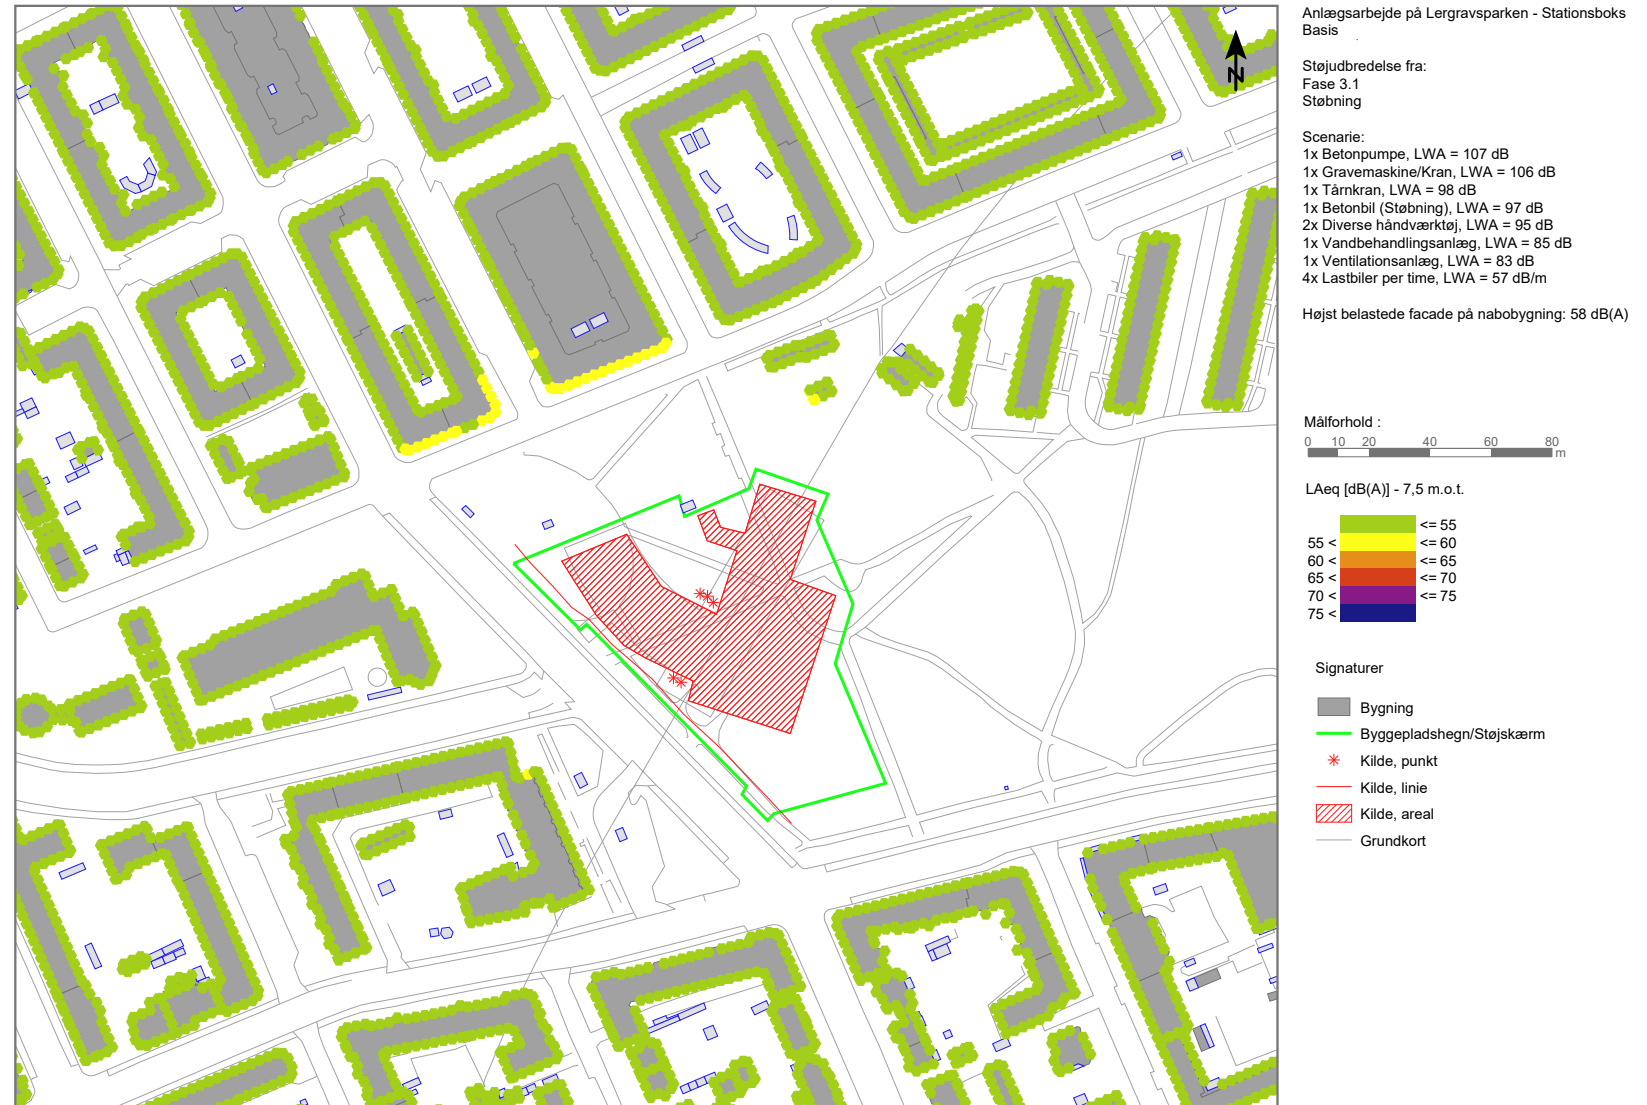 Anlægsarbejde på Lergravsparken - Stationsboks
Basis
Støjudbredelse fra:
Fase 3.1
Støbning
Scenarie:
1x Betonpumpe, LWA = 107 dB
1x Gravemaskine/Kran, LWA = 106 dB
1x Tårnkran, LWA = 98 dB
1x Betonbil (Støbning), LWA = 97 dB
2x Diverse håndværktøj, LWA = 95 dB
1x Vandbehandlingsanlæg, LWA = 85 dB
1x Ventilationsanlæg, LWA = 83 dB
4x Lastbiler per time, LWA = 57 dB/m
Højst belastede facade på nabobygning: 58 dB(A)
N
Målforhold :
0 10 20 40 60 80
m
LAeq [dB(A)] - 7,5 m.o.t.
<= 55
55 < <= 60
60 < <= 65
65 < <= 70
70 < <= 75
75 <
Signaturer
Bygning
Byggepladshegn/Støjskærm
Kilde, punkt
Kilde, linie
Kilde, areal
Grundkort